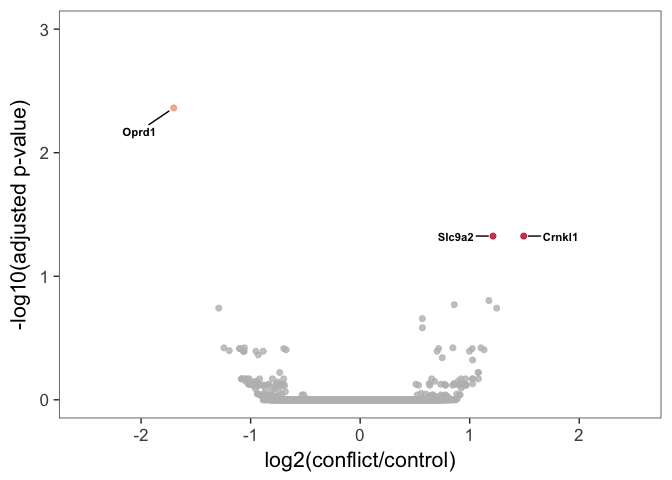 3
Oprd1
2
Slc9a2
Crnkl1
1
0
-2
-1
0
1
2
-log10(adjusted p-value)
log2(conflict/control)